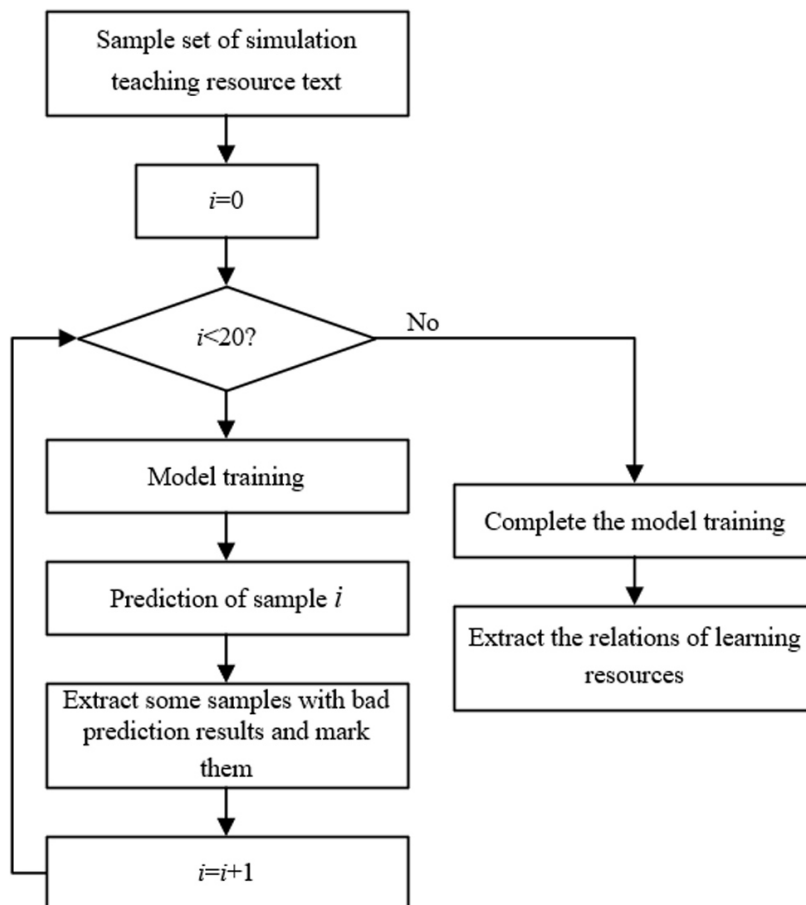 Sample set of simulation
teaching resource text
i=0
i<20?
No
Model training
Prediction of sample i
Extract some samples with bad
prediction results and mark
them
i=i+1
Complete the model training
Extract the relations of learning
resources